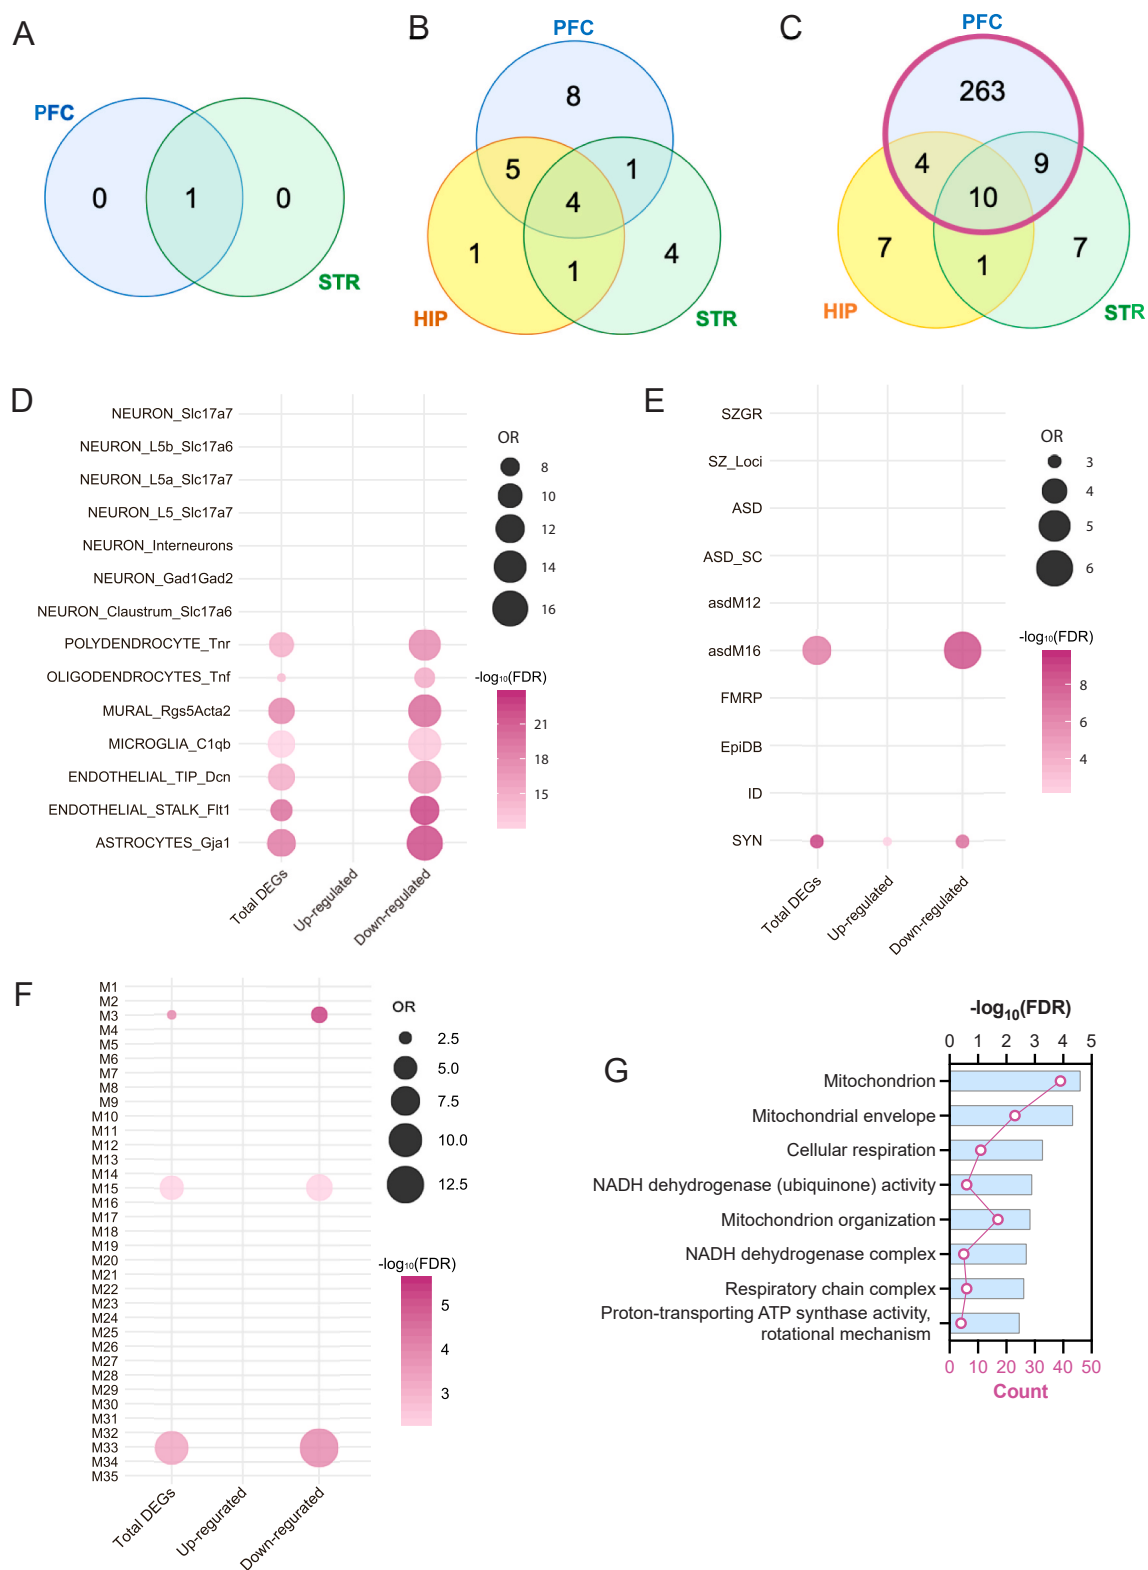 A
PFC
0
1
0
STR
B
PFC
8
5
1
4
1
1
4
HIP
STR
C
PFC
263
4
9
10
7
1
7
HIP
STR
D
NEURON_Slc17a7
NEURON_L5b_Slc17a6
NEURON_L5a_Slc17a7
NEURON_L5_Slc17a7
NEURON_Interneurons
NEURON_Gad1Gad2
NEURON_Claustrum_Slc17a6
POLYDENDROCYTE_Tnr
OLIGODENDROCYTES_Tnf
MURAL_Rgs5Acta2
MICROGLIA_C1qb
ENDOTHELIAL_TIP_Dcn
ENDOTHELIAL_STALK_Flt1
ASTROCYTES_Gja1
Total DEGs
Up-regulated
Down-regulated
OR
8
10
12
14
16
-log₁₀(FDR)
21
18
15
E
SZGR
SZ_Loci
ASD
ASD_SC
asdM12
asdM16
FMRP
EpiDB
ID
SYN
Total DEGs
Up-regulated
Down-regulated
OR
3
4
5
6
-log₁₀(FDR)
8
6
4
F
M1
M2
M3
M4
M5
M6
M7
M8
M9
M10
M11
M12
M13
M14
M15
M16
M17
M18
M19
M20
M21
M22
M23
M24
M25
M26
M27
M28
M29
M30
M31
M32
M33
M34
M35
Total DEGs
Up-regurated
Down-regurated
OR
2.5
5.0
7.5
10.0
12.5
-log₁₀(FDR)
5
4
3
G
-log₁₀(FDR)
0 1 2 3 4 5
Mitochondrion
Mitochondrial envelope
Cellular respiration
NADH dehydrogenase (ubiquinone) activity
Mitochondrion organization
NADH dehydrogenase complex
Respiratory chain complex
Proton-transporting ATP synthase activity,
rotational mechanism
0 10 20 30 40 50
Count